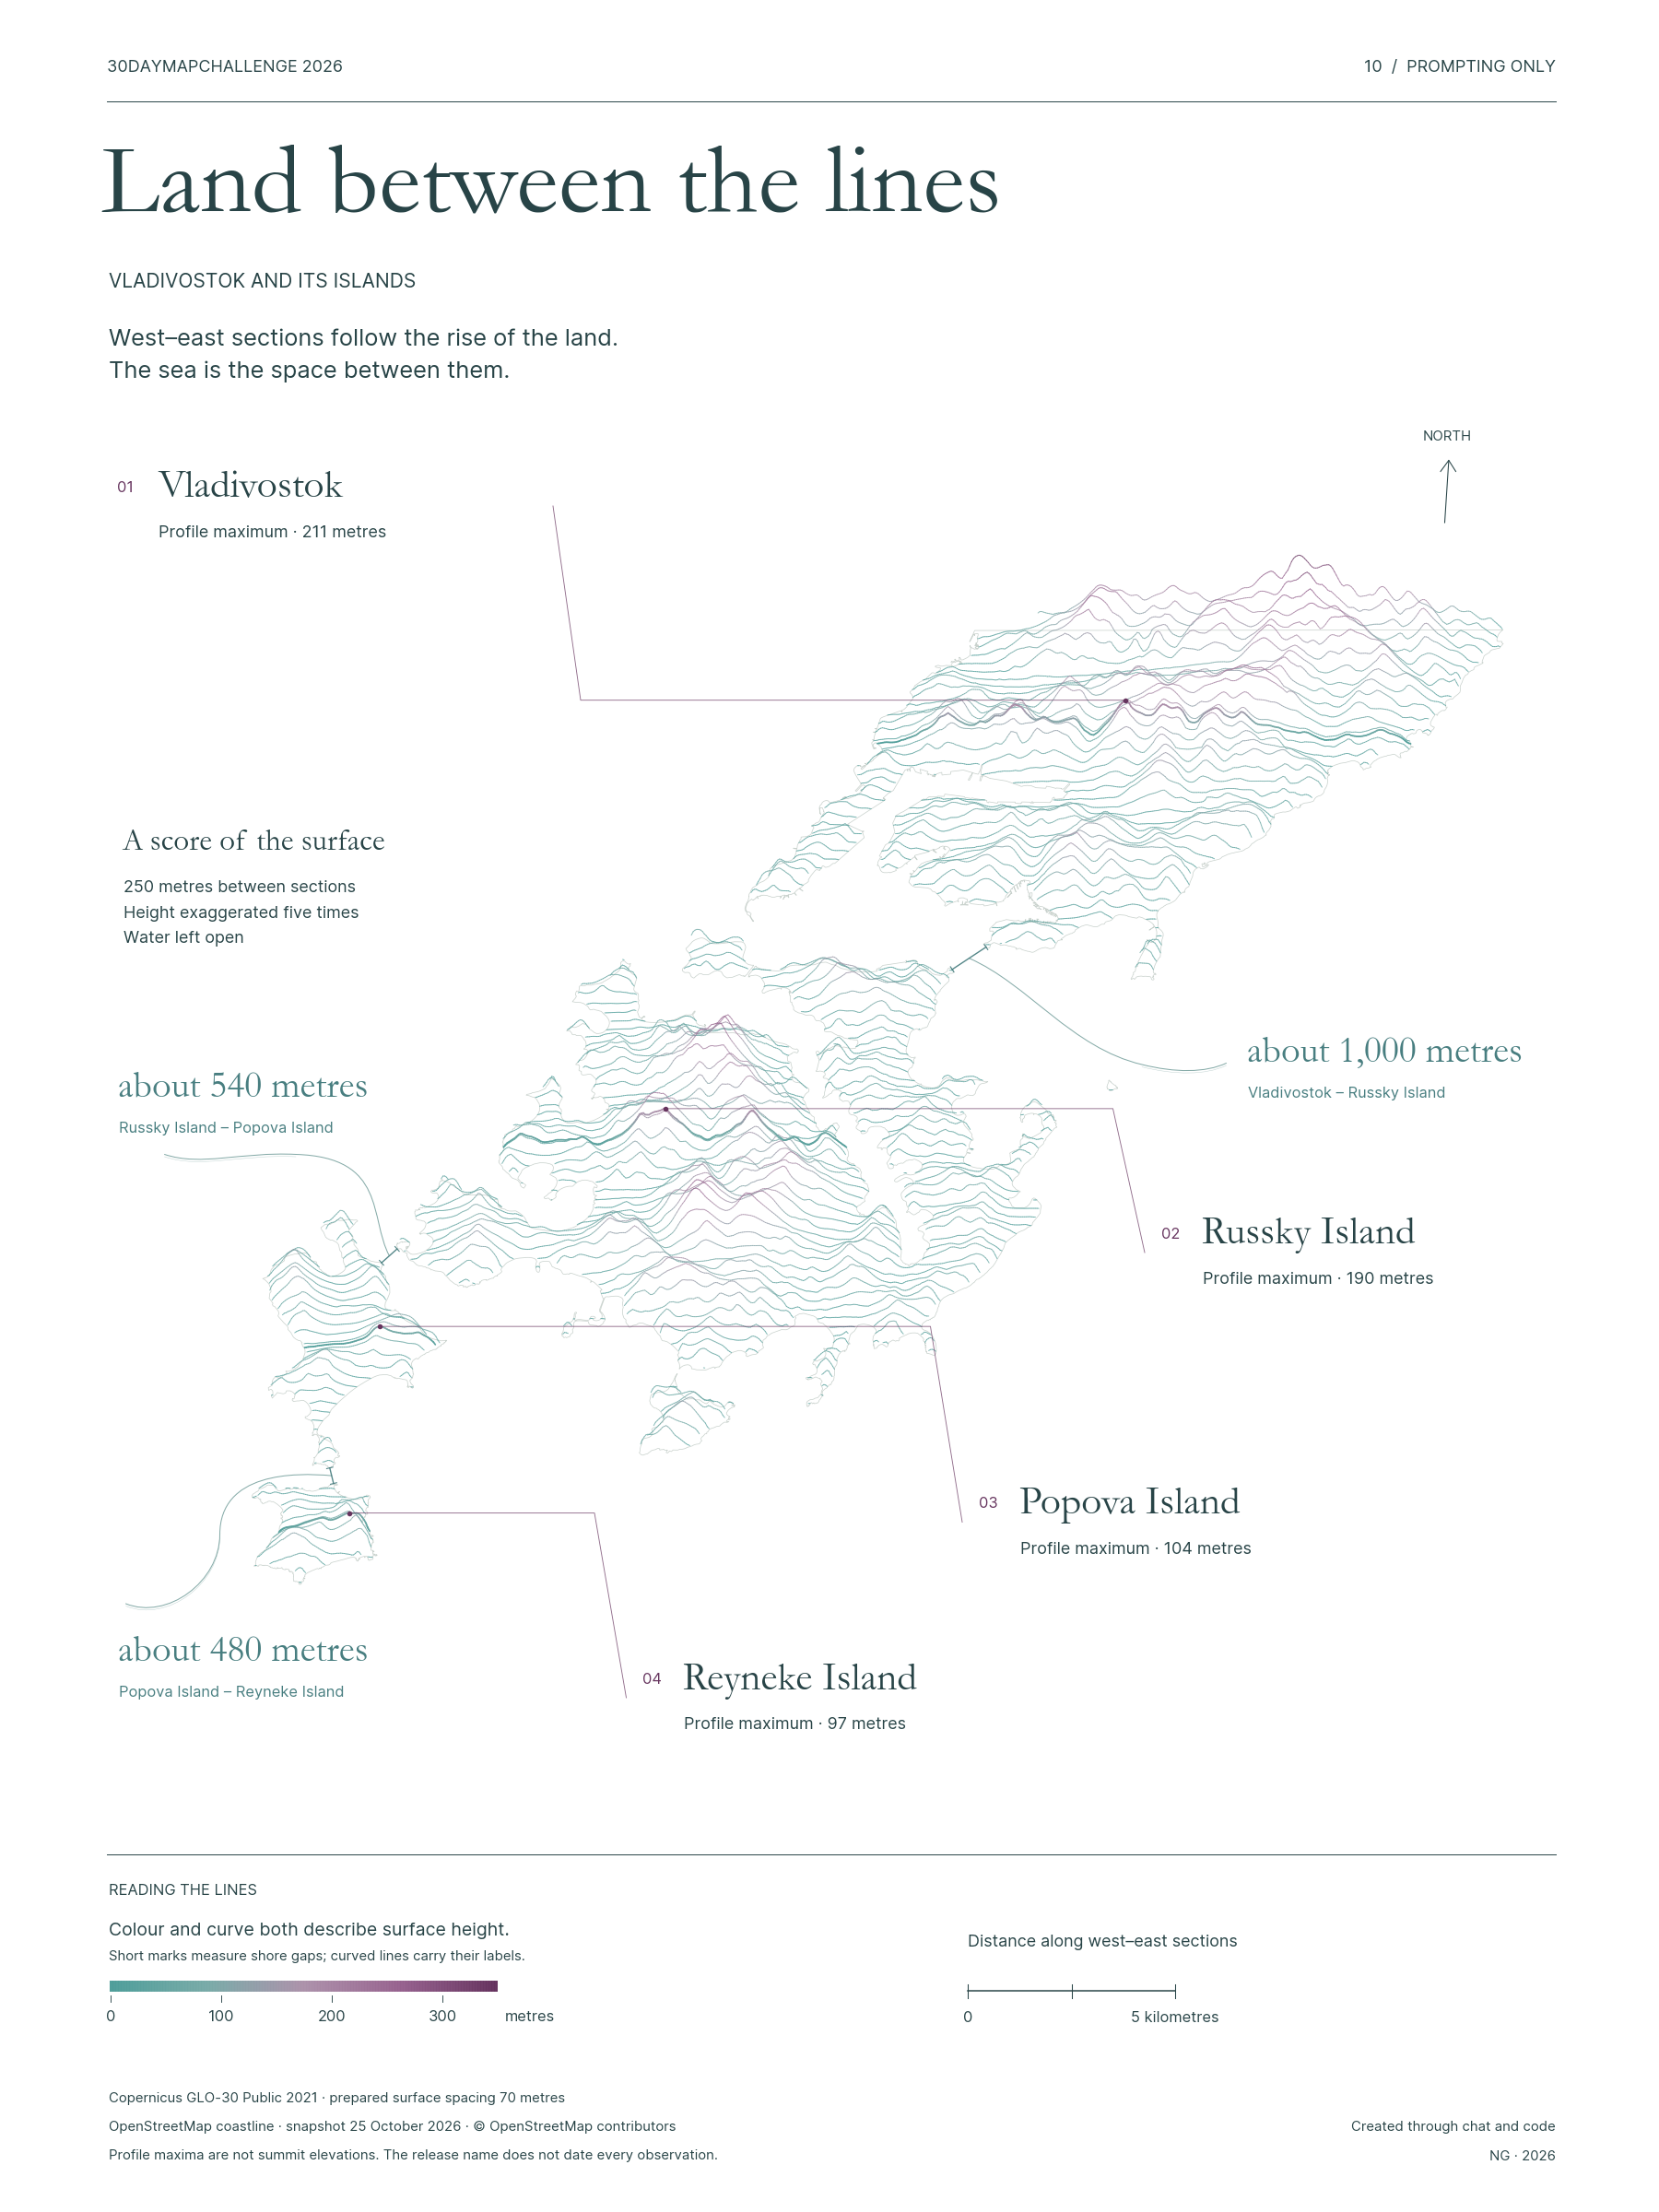 30DAYMAPCHALLENGE 2026
10 / PROMPTING ONLY
Land between the lines
VLADIVOSTOK AND ITS ISLANDS
West–east sections follow the rise of the land.
The sea is the space between them.
NORTH
01 Vladivostok
Profile maximum · 211 metres
A score of the surface
250 metres between sections
Height exaggerated five times
Water left open
about 1,000 metres
Vladivostok – Russky Island
about 540 metres
Russky Island – Popova Island
02 Russky Island
Profile maximum · 190 metres
03 Popova Island
Profile maximum · 104 metres
about 480 metres
Popova Island – Reyneke Island
04 Reyneke Island
Profile maximum · 97 metres
READING THE LINES
Colour and curve both describe surface height.
Short marks measure shore gaps; curved lines carry their labels.
0 100 200 300 metres
Distance along west–east sections
0 5 kilometres
Copernicus GLO-30 Public 2021 · prepared surface spacing 70 metres
OpenStreetMap coastline · snapshot 25 October 2026 · © OpenStreetMap contributors
Profile maxima are not summit elevations. The release name does not date every observation.
Created through chat and code
NG · 2026